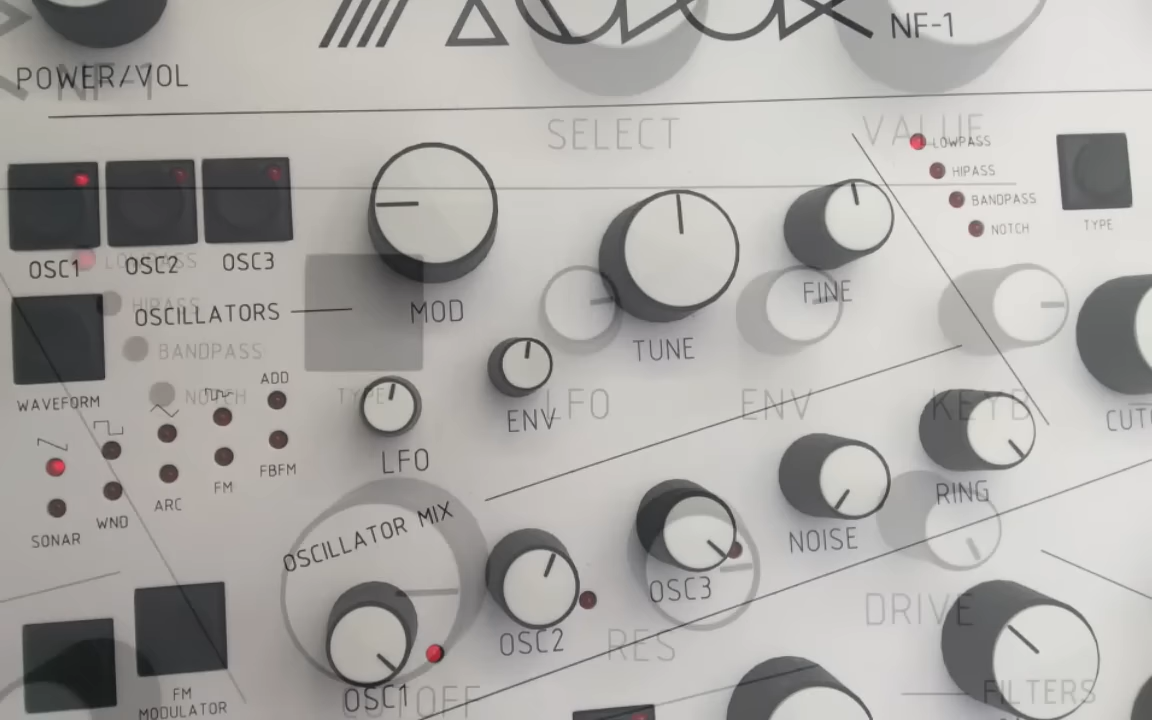 NF-1
POWER/VOL
NF-1
SELECT
VALUE
LOWPASS
HIPASS
BANDPASS
NOTCH
TYPE
OSC1
OSC2
OSC3
LOWPASS
HIPASS
BANDPASS
NOTCH
TYPE
OSCILLATORS
MOD
FINE
TUNE
WAVEFORM
ADD
ENV
LFO
ENV
KEYB
LFO
FBFM
FM
ARC
WND
SONAR
RING
NOISE
OSCILLATOR MIX
OSC3
OSC2
RES
DRIVE
OSC1
FILTERS
FM
MODULATOR